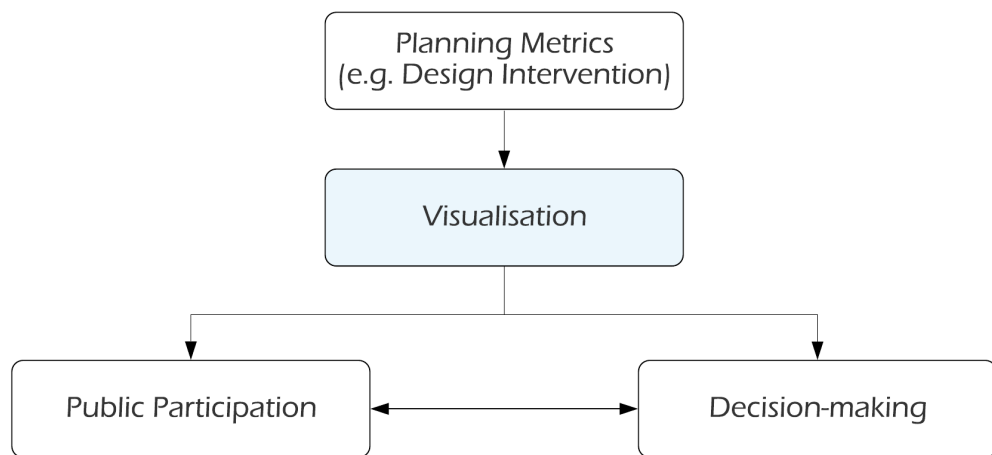 Planning Metrics
(e.g. Design Intervention)
Visualisation
Public Participation
Decision-making